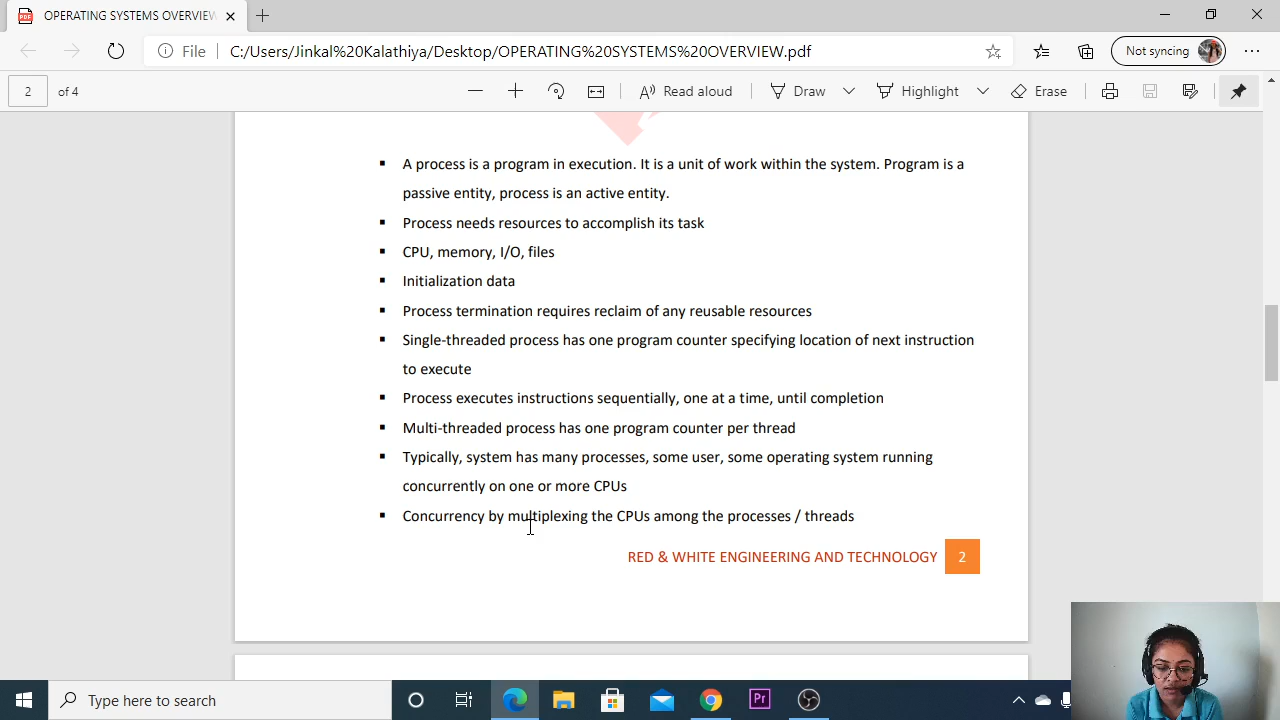 OPERATING SYSTEMS OVERVIEW
File
C:/Users/Jinkal%20Kalathiya/Desktop/OPERATING%20SYSTEMS%20OVERVIEW.pdf
Not syncing
2 of 4
Read aloud
Draw
Highlight
Erase
▪ A process is a program in execution. It is a unit of work within the system. Program is a
passive entity, process is an active entity.
▪ Process needs resources to accomplish its task
▪ CPU, memory, I/O, files
▪ Initialization data
▪ Process termination requires reclaim of any reusable resources
▪ Single-threaded process has one program counter specifying location of next instruction
to execute
▪ Process executes instructions sequentially, one at a time, until completion
▪ Multi-threaded process has one program counter per thread
▪ Typically, system has many processes, some user, some operating system running
concurrently on one or more CPUs
▪ Concurrency by multiplexing the CPUs among the processes / threads
RED & WHITE ENGINEERING AND TECHNOLOGY 2
Type here to search
Pr